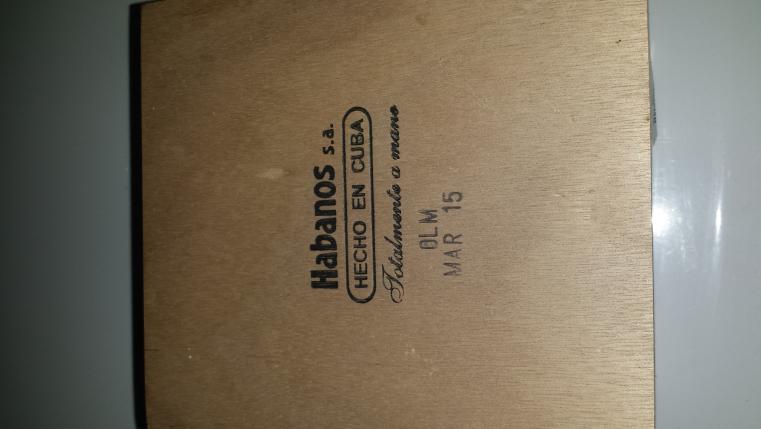 Habanos s.a.
HECHO EN CUBA
Totalmente a mano
OLM
MAR 15